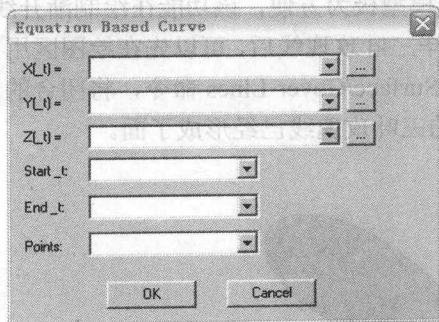 Equation Based Curve
X(_t) =
...
Y(_t) =
...
Z(_t) =
...
Start _t:
End _t:
Points:
OK
Cancel